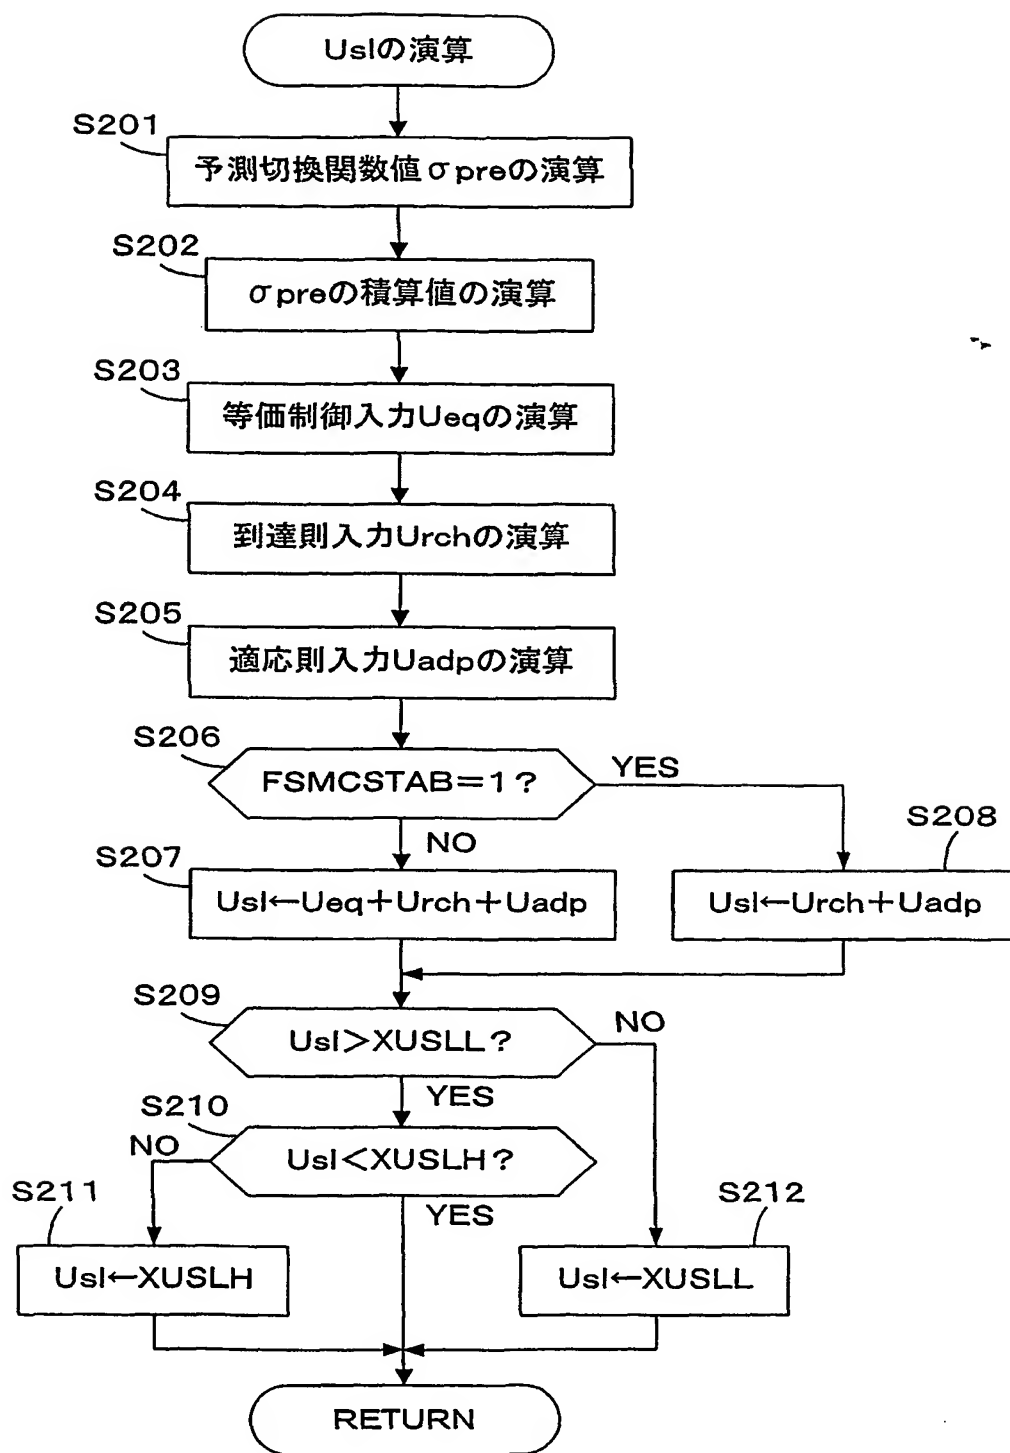 Uslの演算
S201
予測切換関数値σpreの演算
S202
σpreの積算値の演算
S203
等価制御入力Ueqの演算
S204
到達則入力Urchの演算
S205
適応則入力Uadpの演算
S206
FSMCSTAB=1?
YES
NO
S207
Usl←Ueq+Urch+Uadp
S208
Usl←Urch+Uadp
S209
Usl>XUSLL?
NO
YES
S210
Usl<XUSLH?
NO
YES
S211
Usl←XUSLH
S212
Usl←XUSLL
RETURN